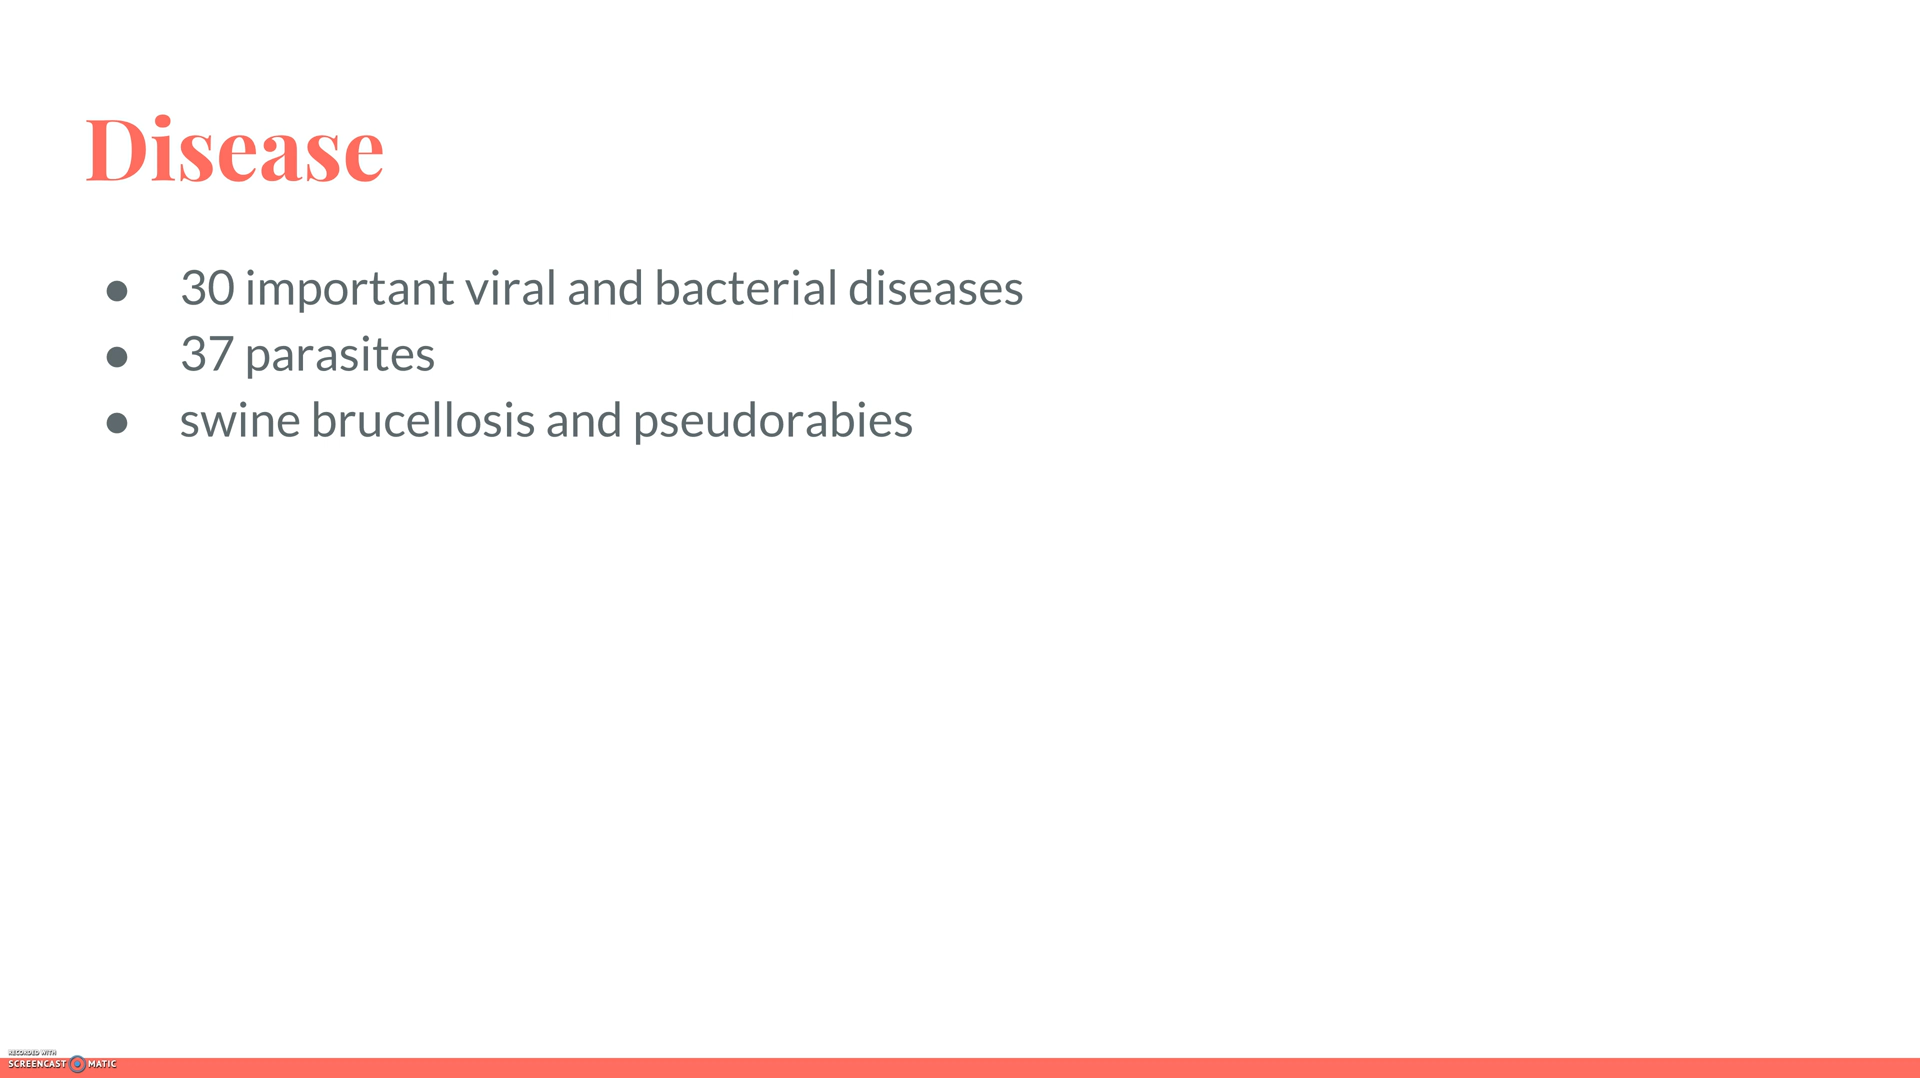 Disease
● 30 important viral and bacterial diseases
● 37 parasites
● swine brucellosis and pseudorabies
RECORDED WITH
SCREENCAST MATIC